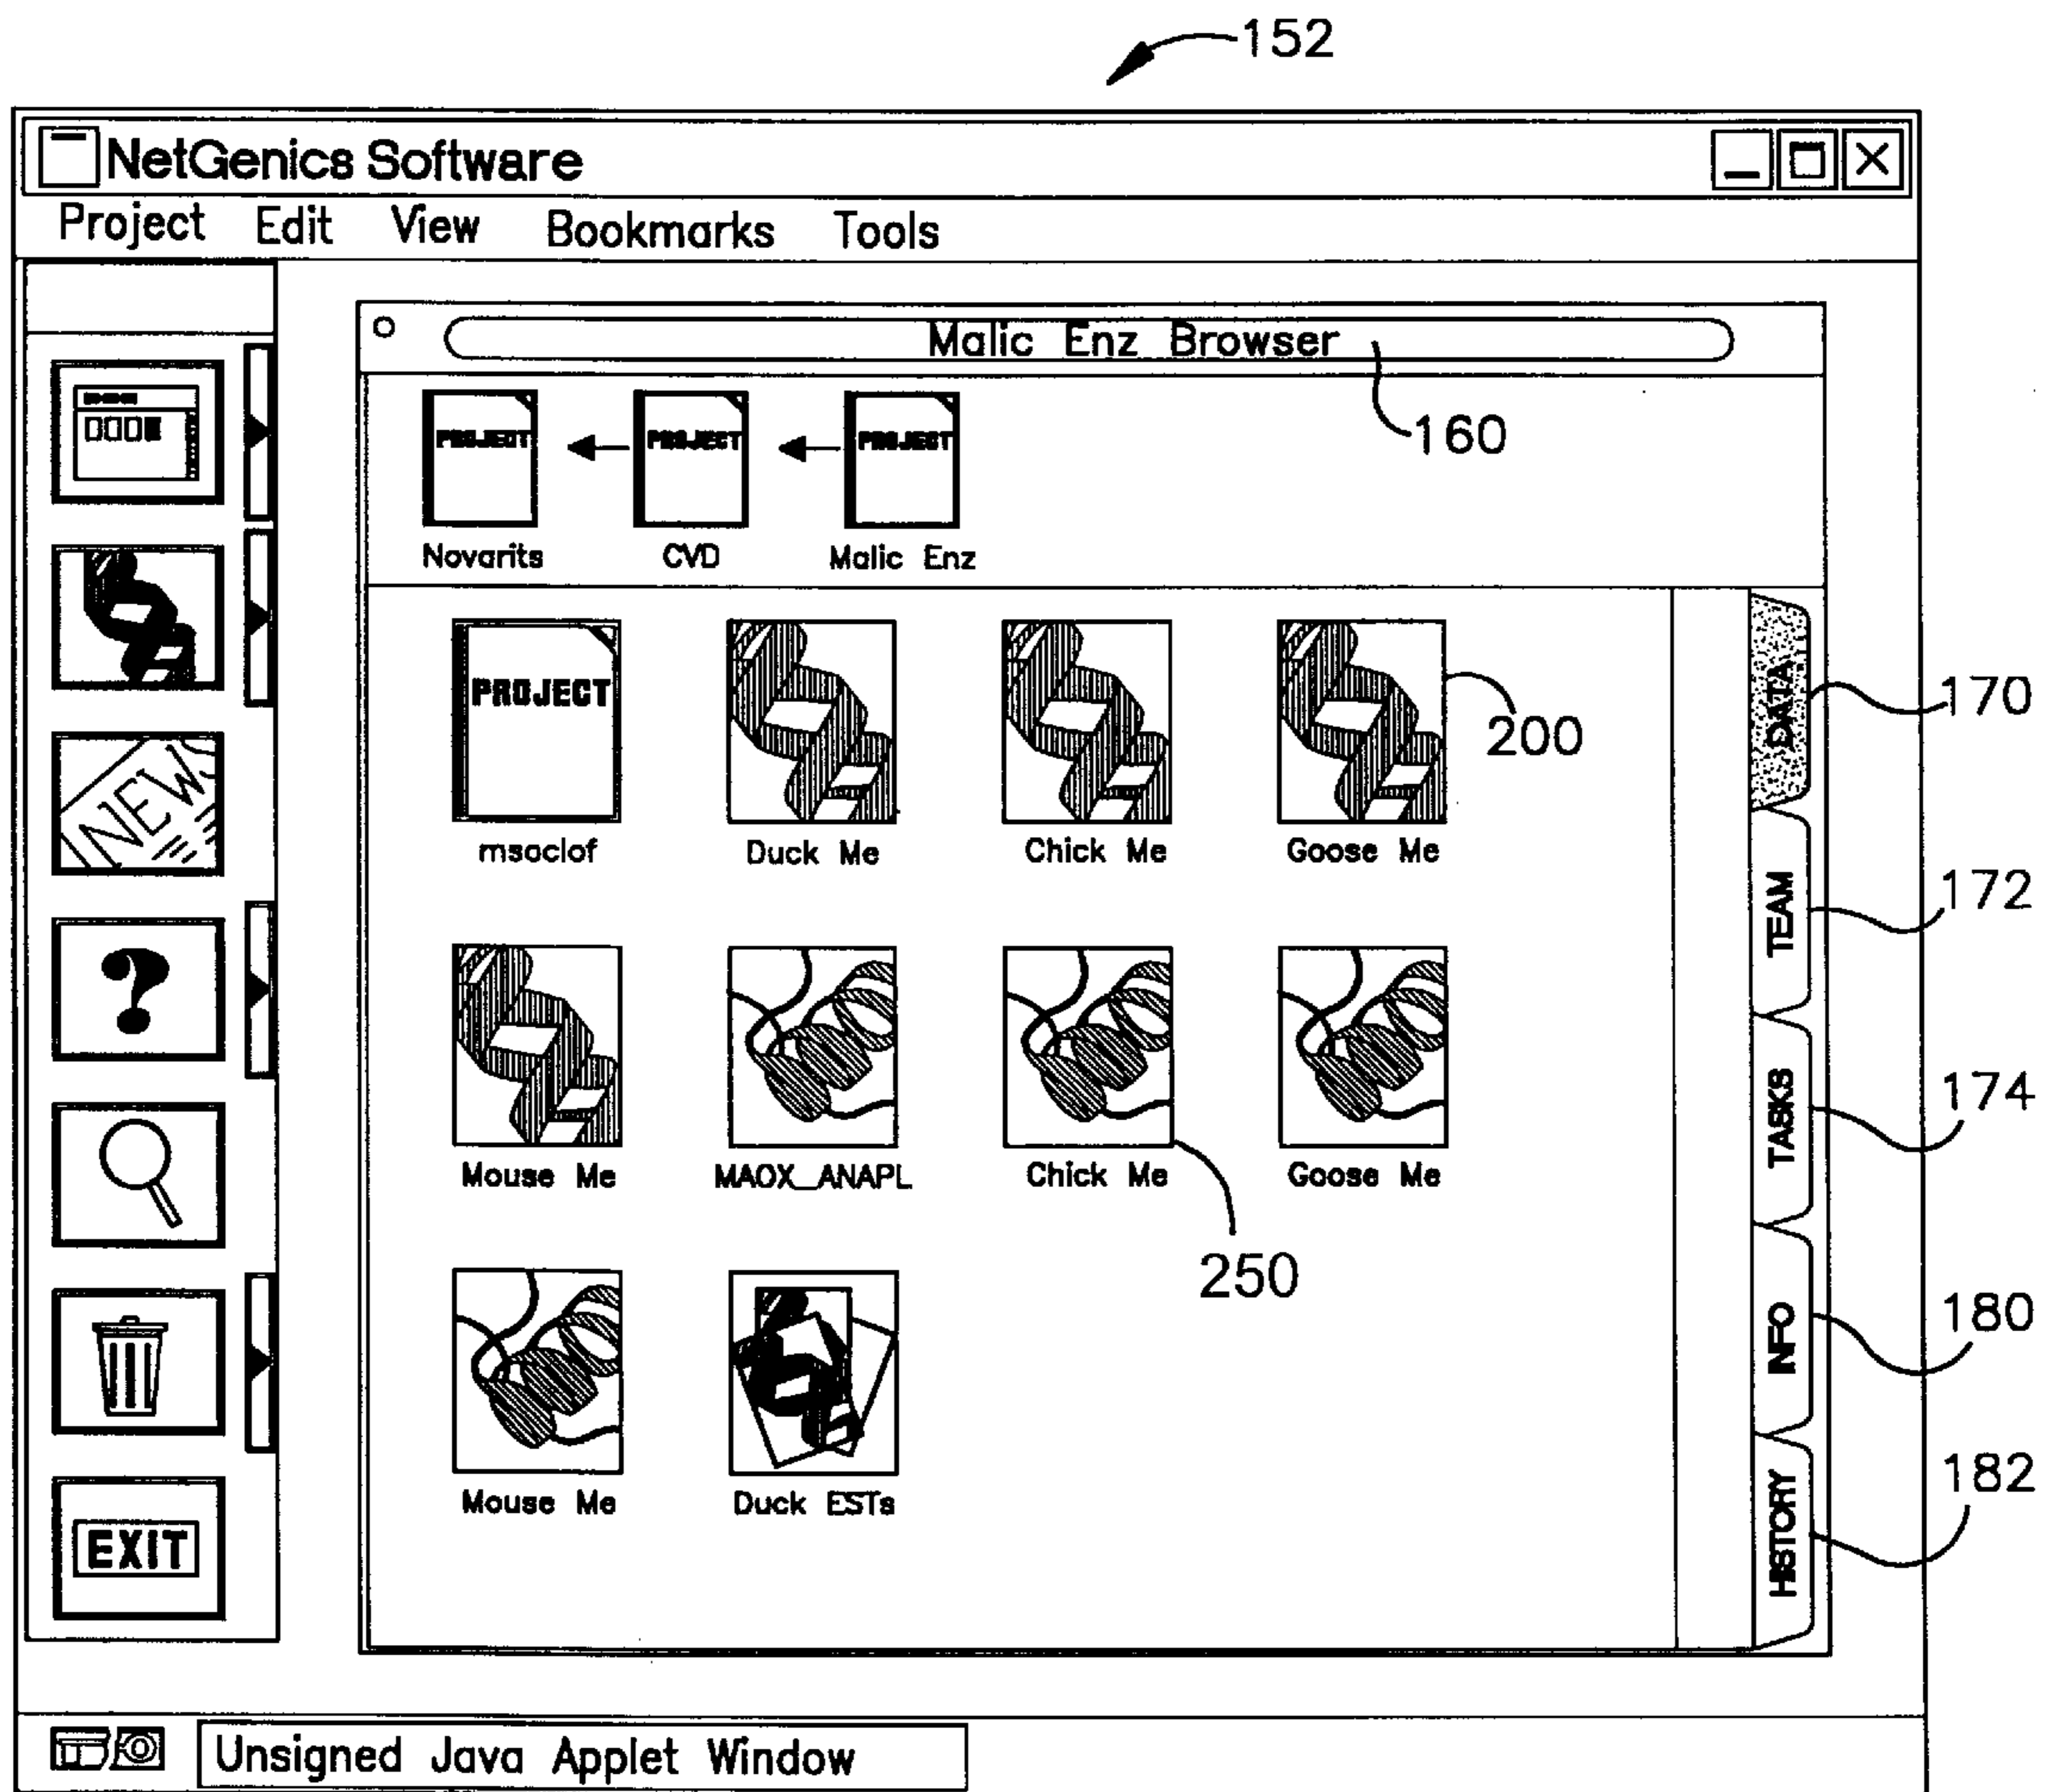 152
NetGenics Software
Project Edit View Bookmarks Tools
Malic Enz Browser
160
PROJECT PROJECT PROJECT
Novarits CVD Malic Enz
PROJECT
200
DATA
170
msoclof Duck Me Chick Me Goose Me
NEWS
TEAM
172
?
TASKS
174
Mouse Me MAOX_ANAPL Chick Me Goose Me
250
INFO
180
HISTORY
182
Mouse Me Duck ESTs
EXIT
Unsigned Java Applet Window